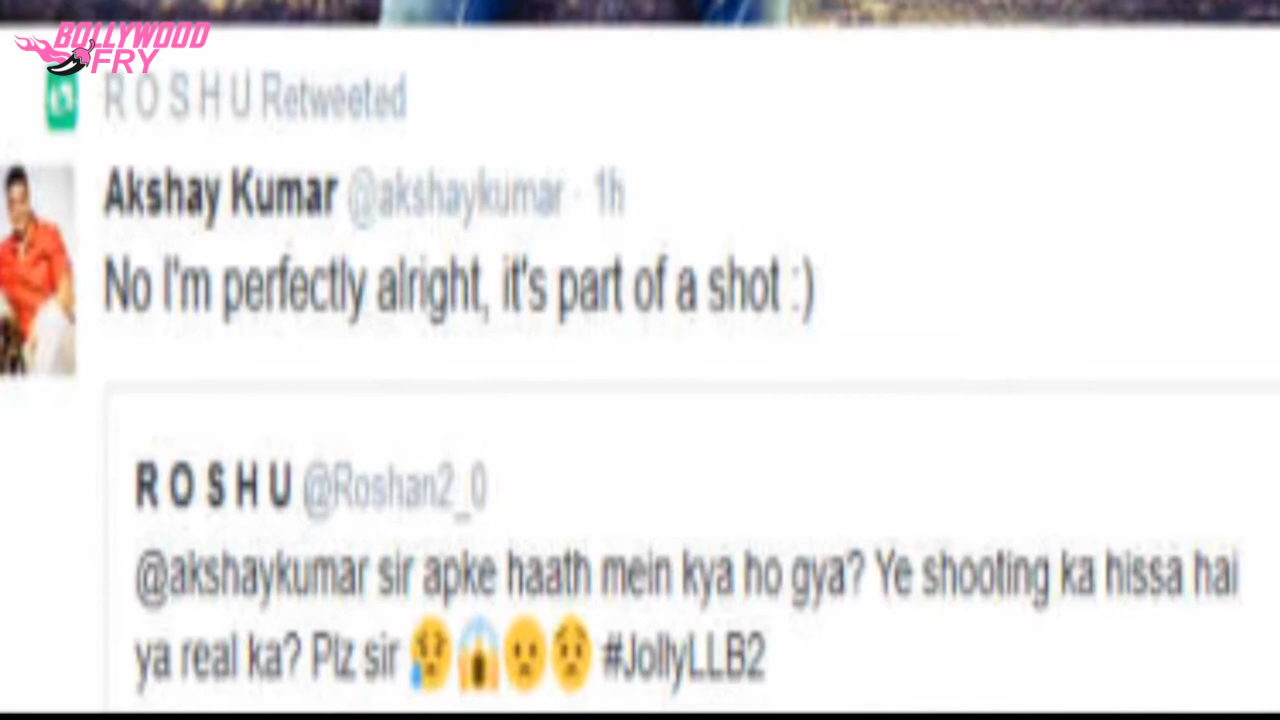 BOLLYWOOD
FRY
R O S H U Retweeted
Akshay Kumar @akshaykumar · 1h
No I'm perfectly alright, it's part of a shot :)
R O S H U @Roshan2_0
@akshaykumar sir apke haath mein kya ho gya? Ye shooting ka hissa hai
ya real ka? Plz sir 😥😱😟😟 #JollyLLB2